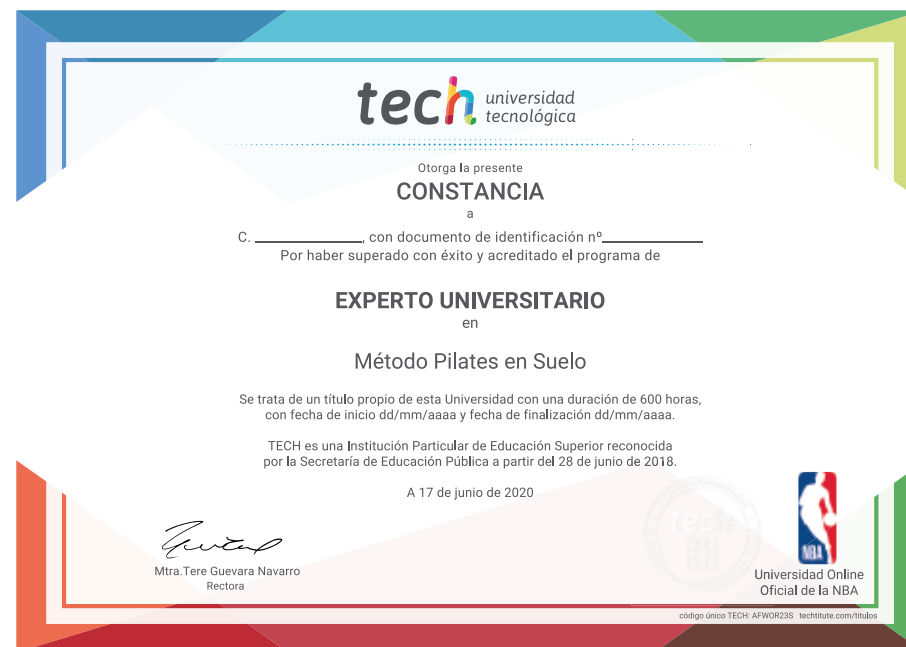 tech universidad
tecnológica
Otorga la presente
CONSTANCIA
a
C. ______________, con documento de identificación nº______________
Por haber superado con éxito y acreditado el programa de
EXPERTO UNIVERSITARIO
en
Método Pilates en Suelo
Se trata de un título propio de esta Universidad con una duración de 600 horas,
con fecha de inicio dd/mm/aaaa y fecha de finalización dd/mm/aaaa.
TECH es una Institución Particular de Educación Superior reconocida
por la Secretaría de Educación Pública a partir del 28 de junio de 2018.
A 17 de junio de 2020
tech
NBA
Mtra.Tere Guevara Navarro
Rectora
Universidad Online
Oficial de la NBA
código único TECH: AFWOR23S techtitute.com/titulos